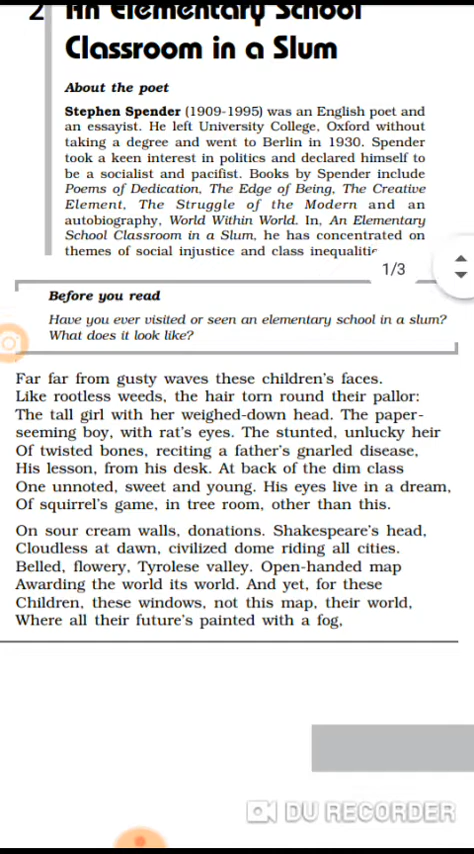 2 An Elementary School
Classroom in a Slum
About the poet
Stephen Spender (1909-1995) was an English poet and
an essayist. He left University College, Oxford without
taking a degree and went to Berlin in 1930. Spender
took a keen interest in politics and declared himself to
be a socialist and pacifist. Books by Spender include
Poems of Dedication, The Edge of Being, The Creative
Element, The Struggle of the Modern and an
autobiography, World Within World. In, An Elementary
School Classroom in a Slum, he has concentrated on
themes of social injustice and class inequalitie
1/3
Before you read
Have you ever visited or seen an elementary school in a slum?
What does it look like?
Far far from gusty waves these children's faces.
Like rootless weeds, the hair torn round their pallor:
The tall girl with her weighed-down head. The paper-
seeming boy, with rat's eyes. The stunted, unlucky heir
Of twisted bones, reciting a father's gnarled disease,
His lesson, from his desk. At back of the dim class
One unnoted, sweet and young. His eyes live in a dream,
Of squirrel's game, in tree room, other than this.
On sour cream walls, donations. Shakespeare's head,
Cloudless at dawn, civilized dome riding all cities.
Belled, flowery, Tyrolese valley. Open-handed map
Awarding the world its world. And yet, for these
Children, these windows, not this map, their world,
Where all their future's painted with a fog,
DU RECORDER